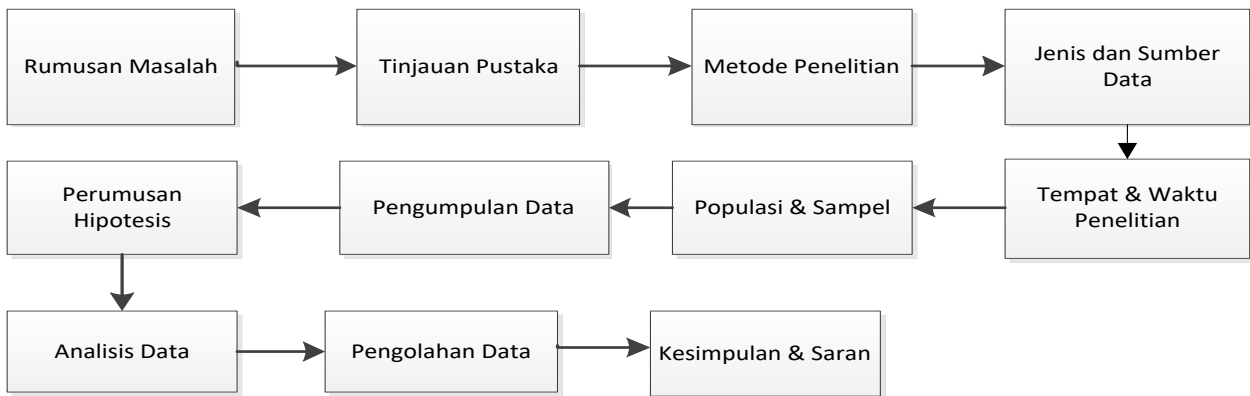 Rumusan Masalah
Tinjauan Pustaka
Metode Penelitian
Jenis dan Sumber
Data
Tempat & Waktu
Penelitian
Populasi & Sampel
Pengumpulan Data
Perumusan
Hipotesis
Analisis Data
Pengolahan Data
Kesimpulan & Saran